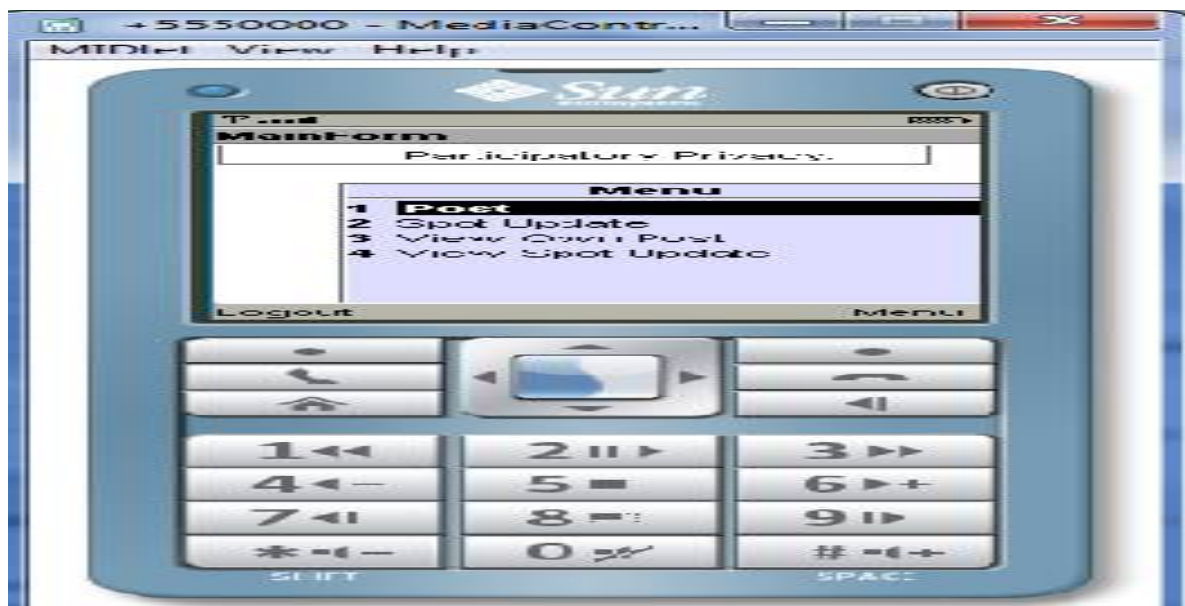 +5550000 - MediaContr...
MIDlet View Help
Sun
MainForm
Participatory Privacy.
Menu
1 Post
2 Spot Update
3 View Own Post
4 View Spot Update
Logout Menu
1 2 3
4 5 6
7 8 9
* 0 #
SHIFT SPACE